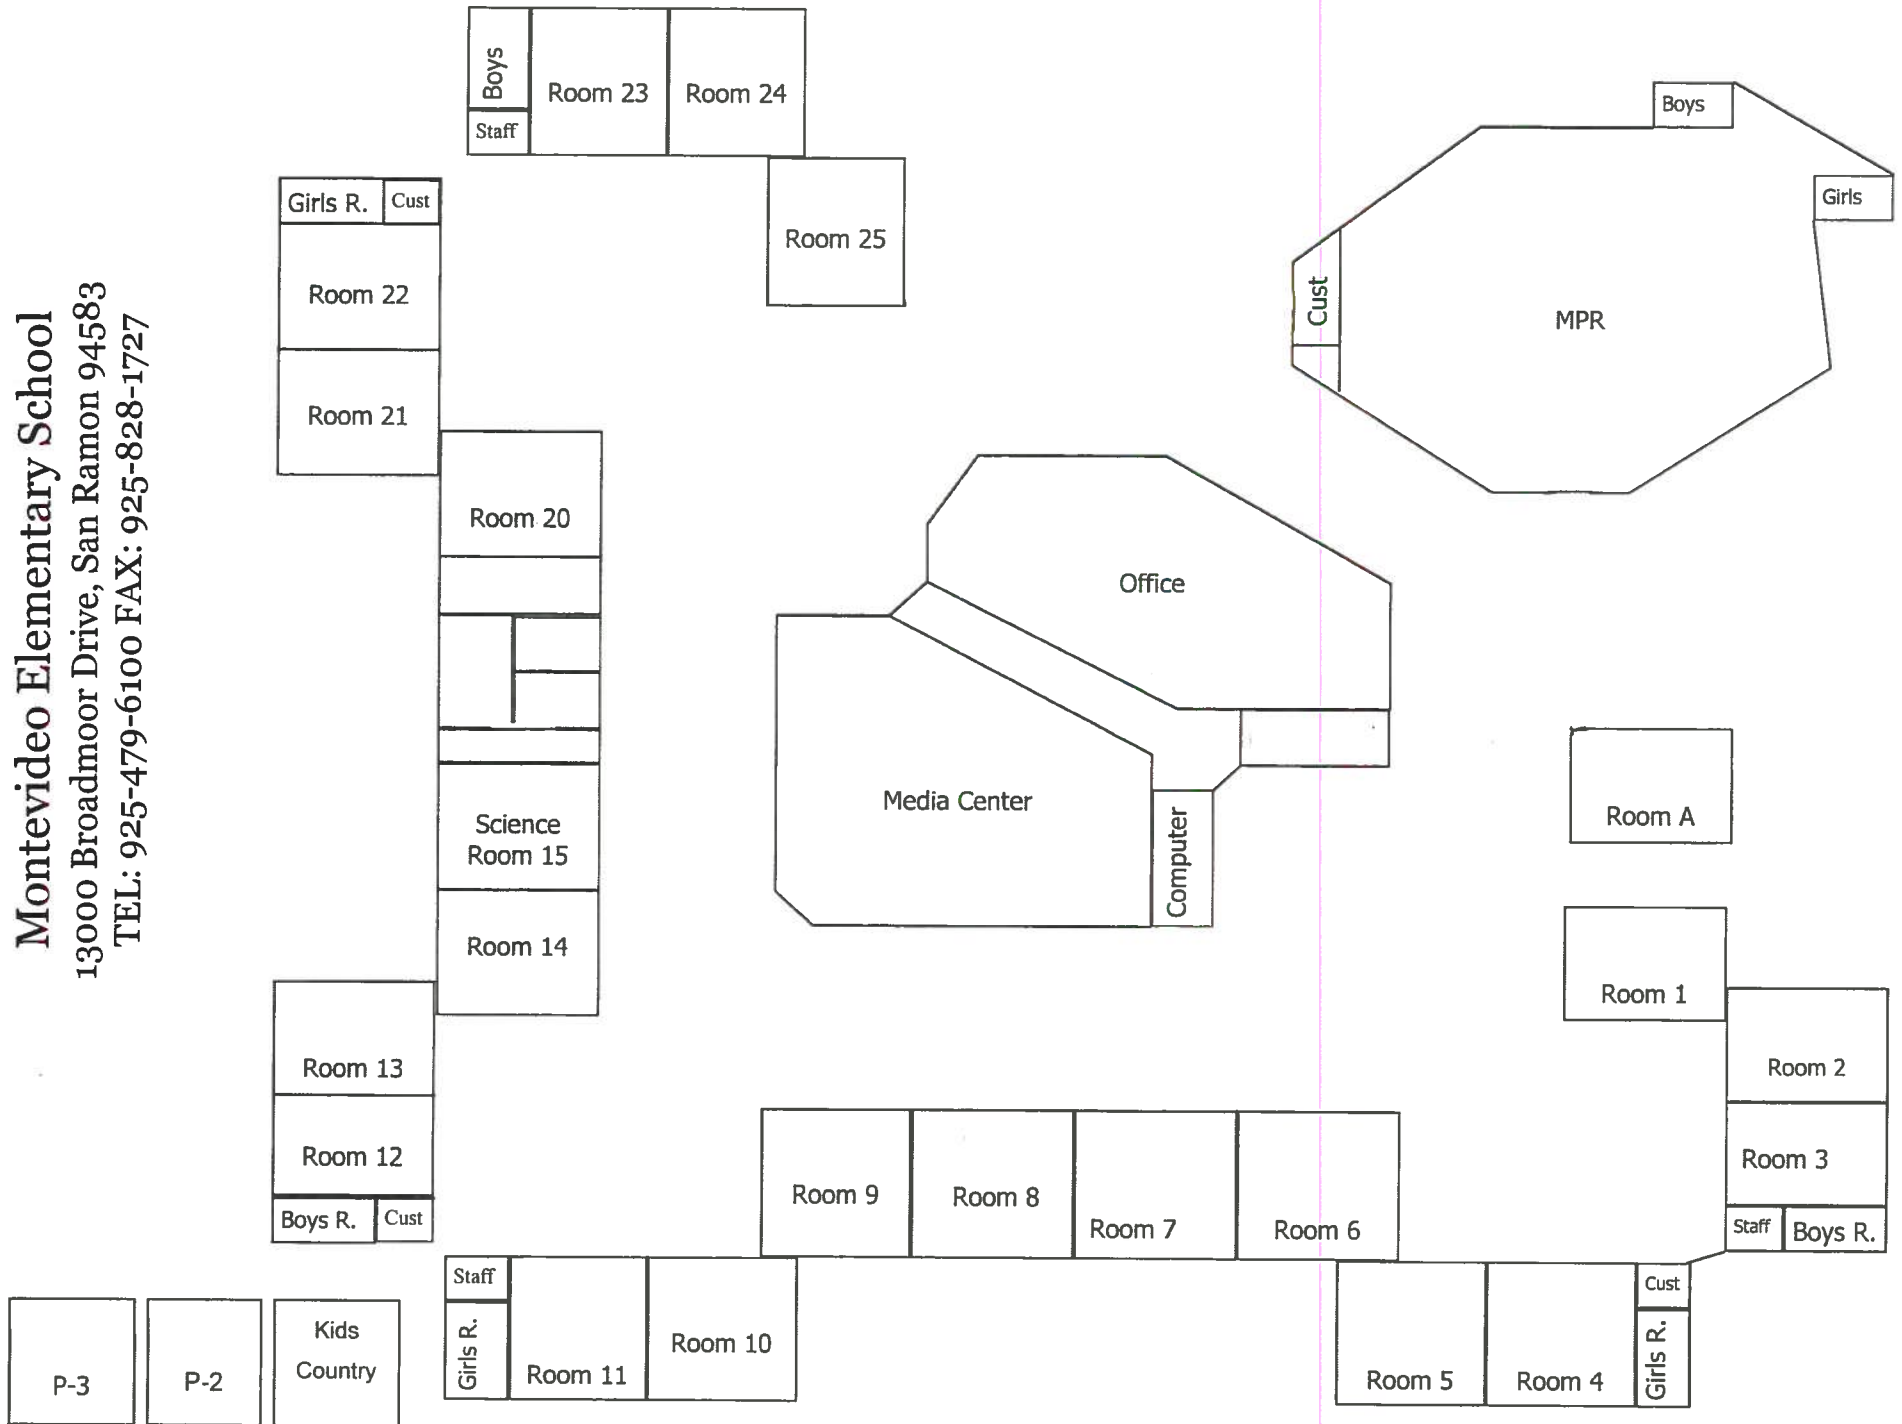 Montevideo Elementary School
13000 Broadmoor Drive, San Ramon 94583
TEL: 925-479-6100 FAX: 925-828-1727
Boys
Staff
Room 23
Room 24
Room 25
Girls R.
Cust
Room 22
Room 21
Room 20
Science
Room 15
Room 14
Room 13
Room 12
Boys R.
Cust
Boys
Girls
Cust
MPR
Office
Media Center
Computer
Room A
Room 1
Room 2
Room 3
Staff
Boys R.
Room 9
Room 8
Room 7
Room 6
Staff
Girls R.
Room 11
Room 10
Room 5
Room 4
Cust
Girls R.
P-3
P-2
Kids
Country